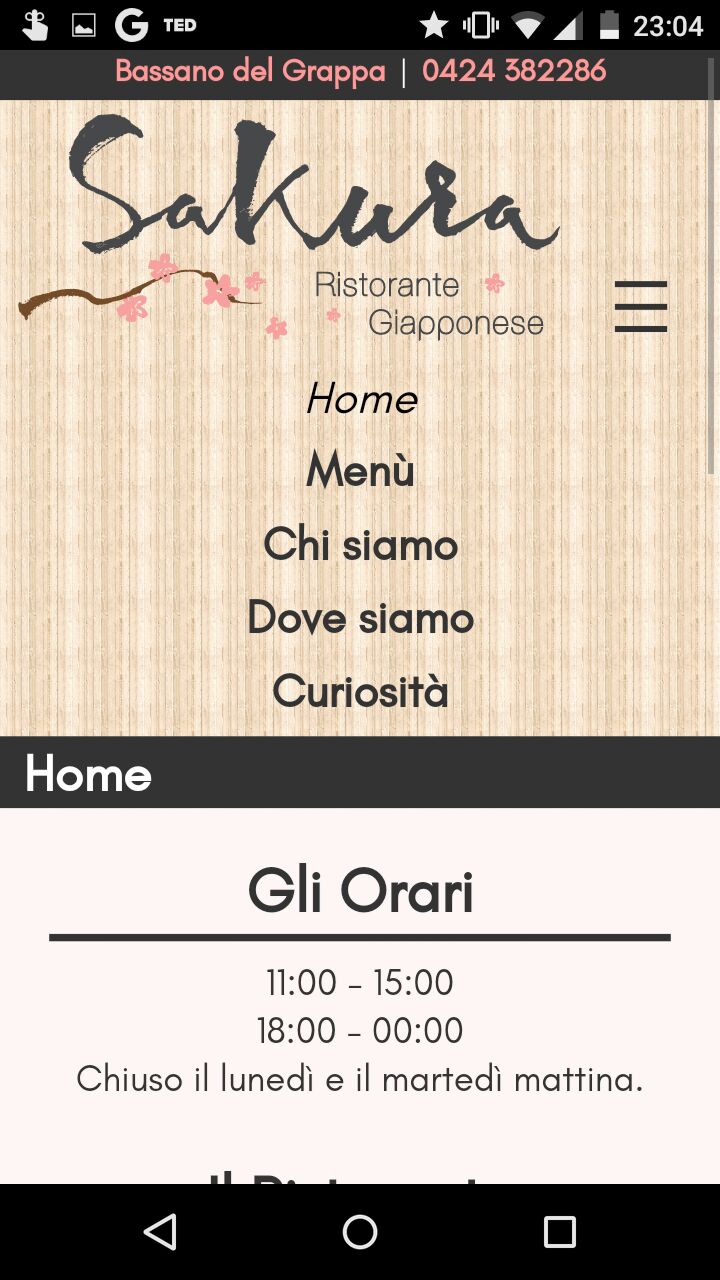 TED 23:04
Bassano del Grappa | 0424 382286
Sakura
Ristorante
Giapponese
Home
Menù
Chi siamo
Dove siamo
Curiosità
Home
Gli Orari
11:00 - 15:00
18:00 - 00:00
Chiuso il lunedì e il martedì mattina.